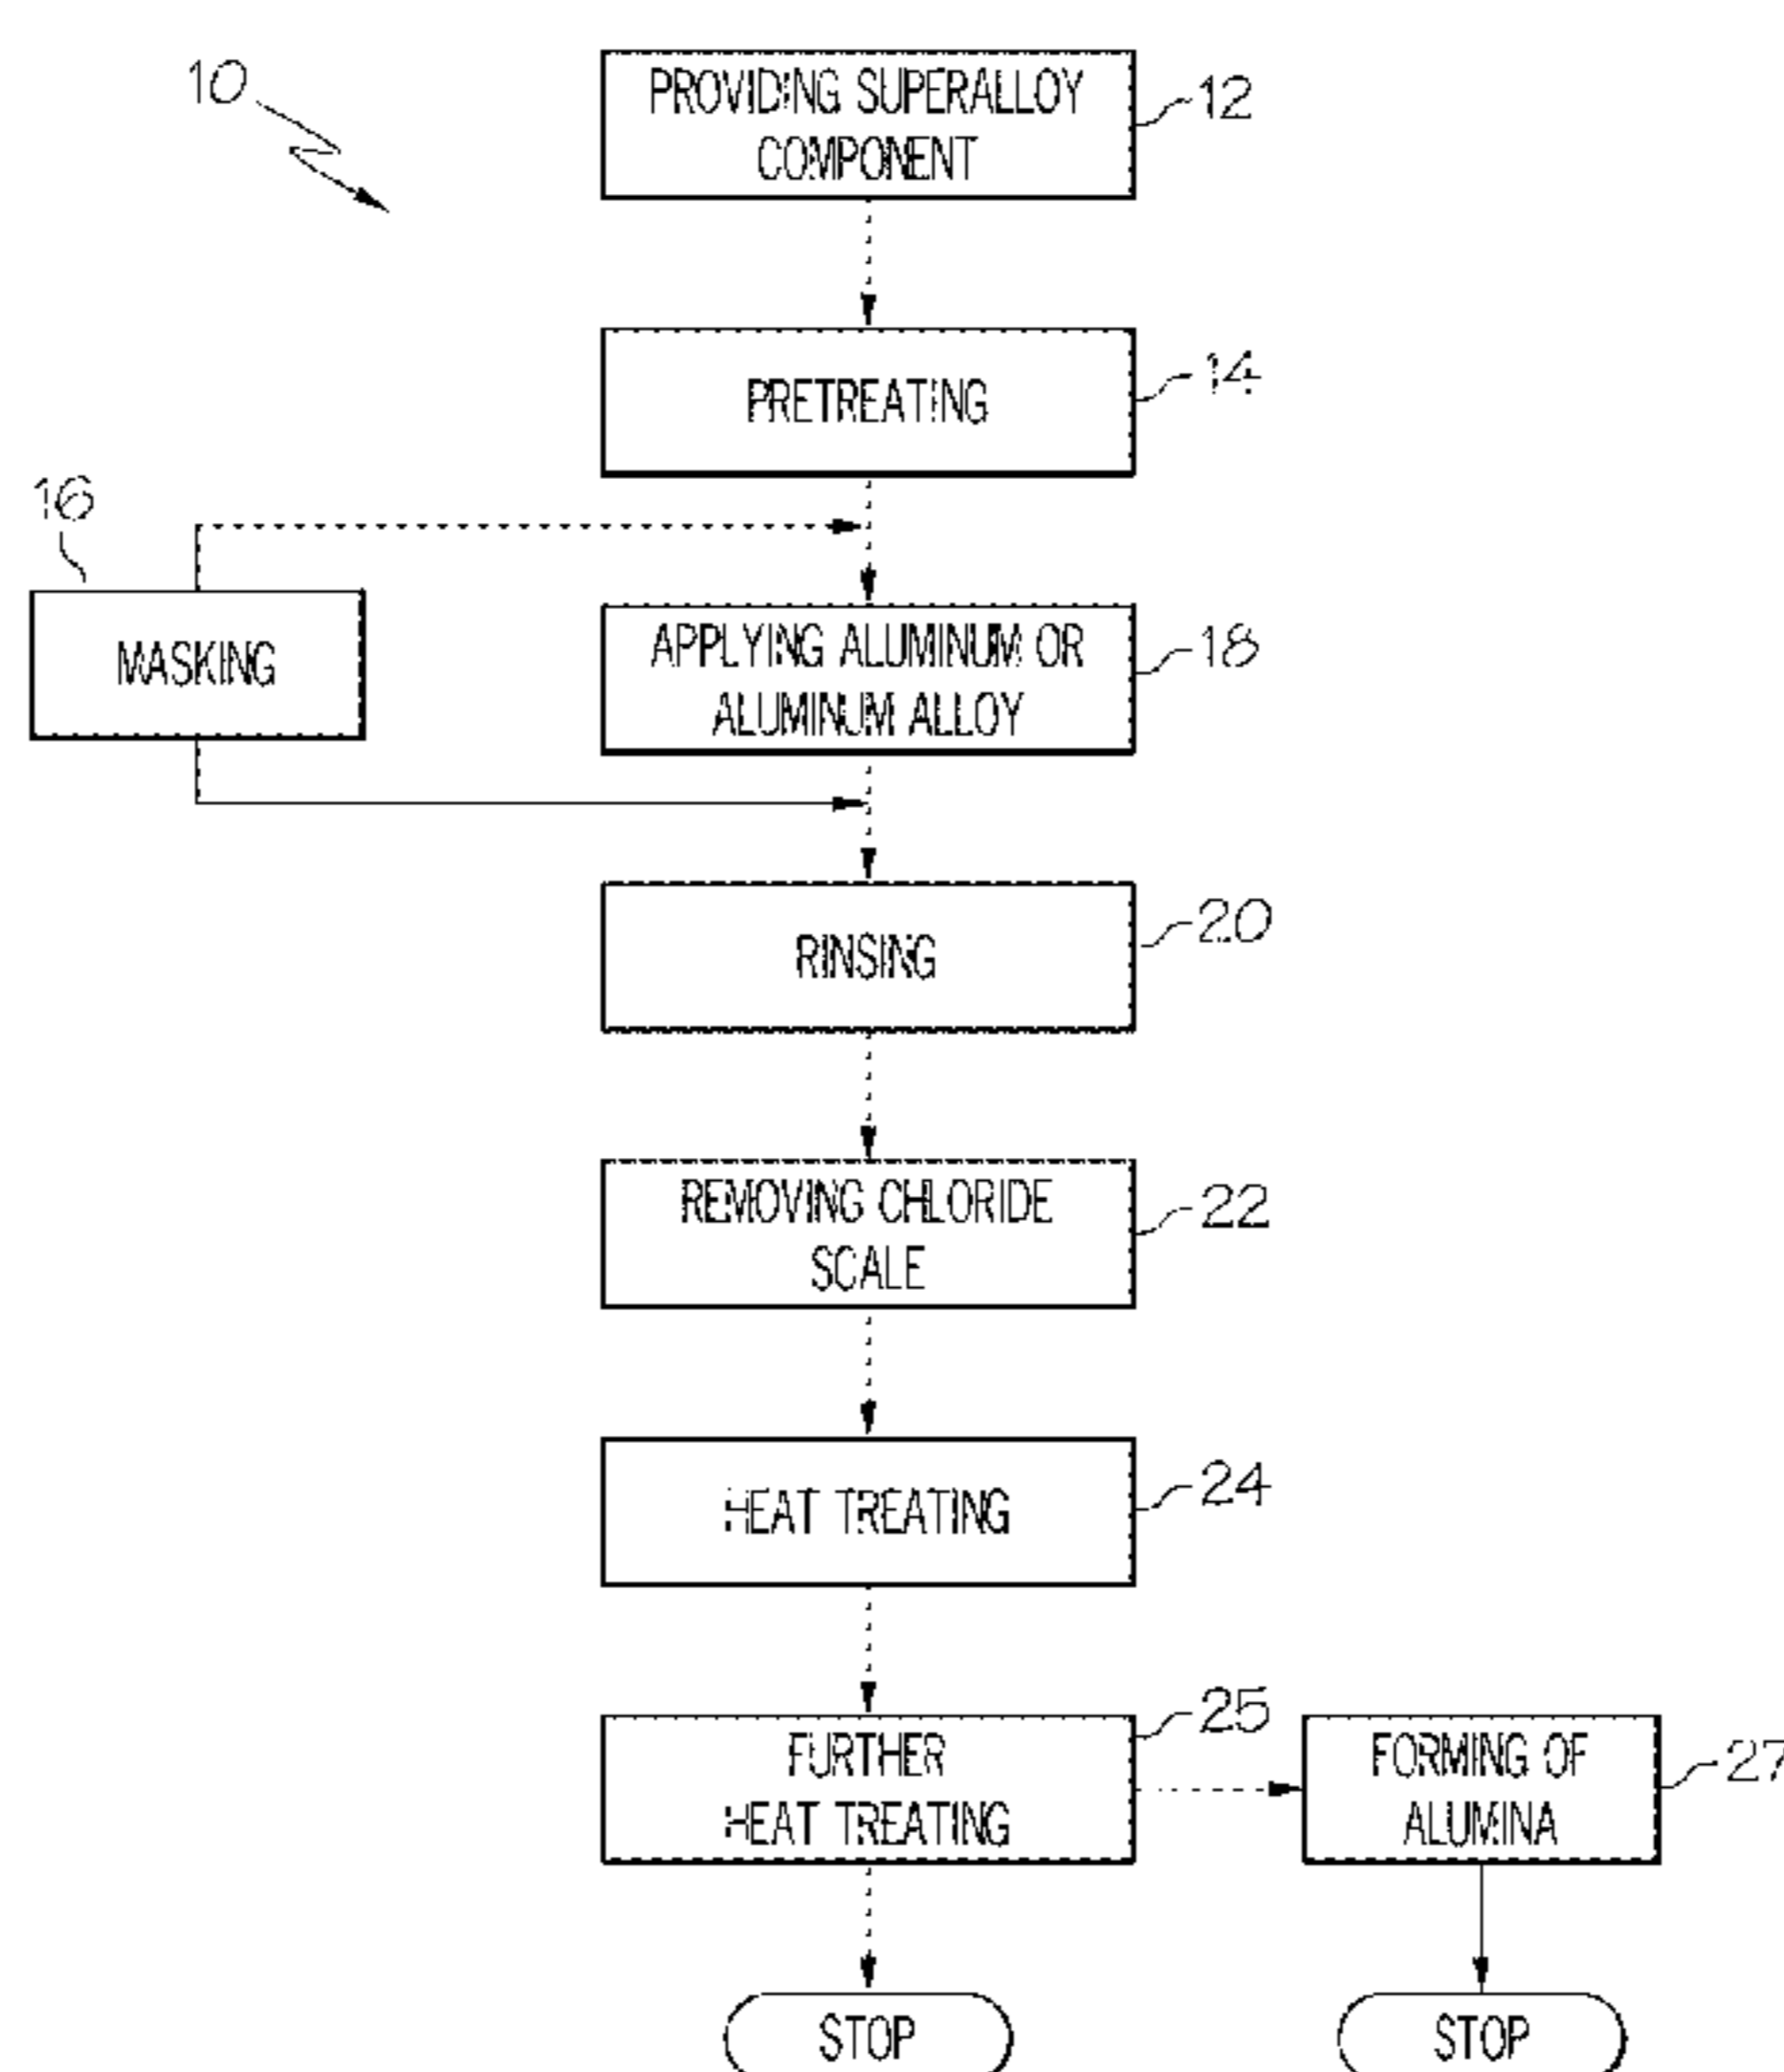 10
PROVIDING SUPERALLOY
COMPONENT
12
PRETREATING
14
16
MASKING
APPLYING ALUMINUM OR
ALUMINUM ALLOY
18
RINSING
20
REMOVING CHLORIDE
SCALE
22
HEAT TREATING
24
FURTHER
HEAT TREATING
25
FORMING OF
ALUMINA
27
STOP
STOP